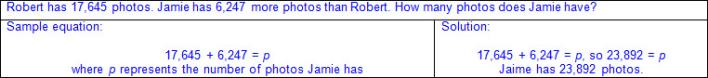 Robert has 17,645 photos. Jamie has 6,247 more photos than Robert. How many photos does Jamie have?
Sample equation:
17,645 + 6,247 = p
where p represents the number of photos Jamie has
Solution:
17,645 + 6,247 = p, so 23,892 = p
Jaime has 23,892 photos.